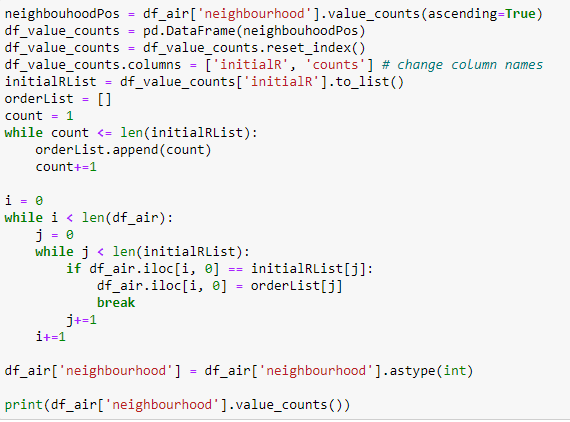 neighbouhoodPos = df_air['neighbourhood'].value_counts(ascending=True)
df_value_counts = pd.DataFrame(neighbouhoodPos)
df_value_counts = df_value_counts.reset_index()
df_value_counts.columns = ['initialR', 'counts'] # change column names
initialRList = df_value_counts['initialR'].to_list()
orderList = []
count = 1
while count <= len(initialRList):
    orderList.append(count)
    count+=1

i = 0
while i < len(df_air):
    j = 0
    while j < len(initialRList):
        if df_air.iloc[i, 0] == initialRList[j]:
            df_air.iloc[i, 0] = orderList[j]
            break
        j+=1
    i+=1

df_air['neighbourhood'] = df_air['neighbourhood'].astype(int)

print(df_air['neighbourhood'].value_counts())